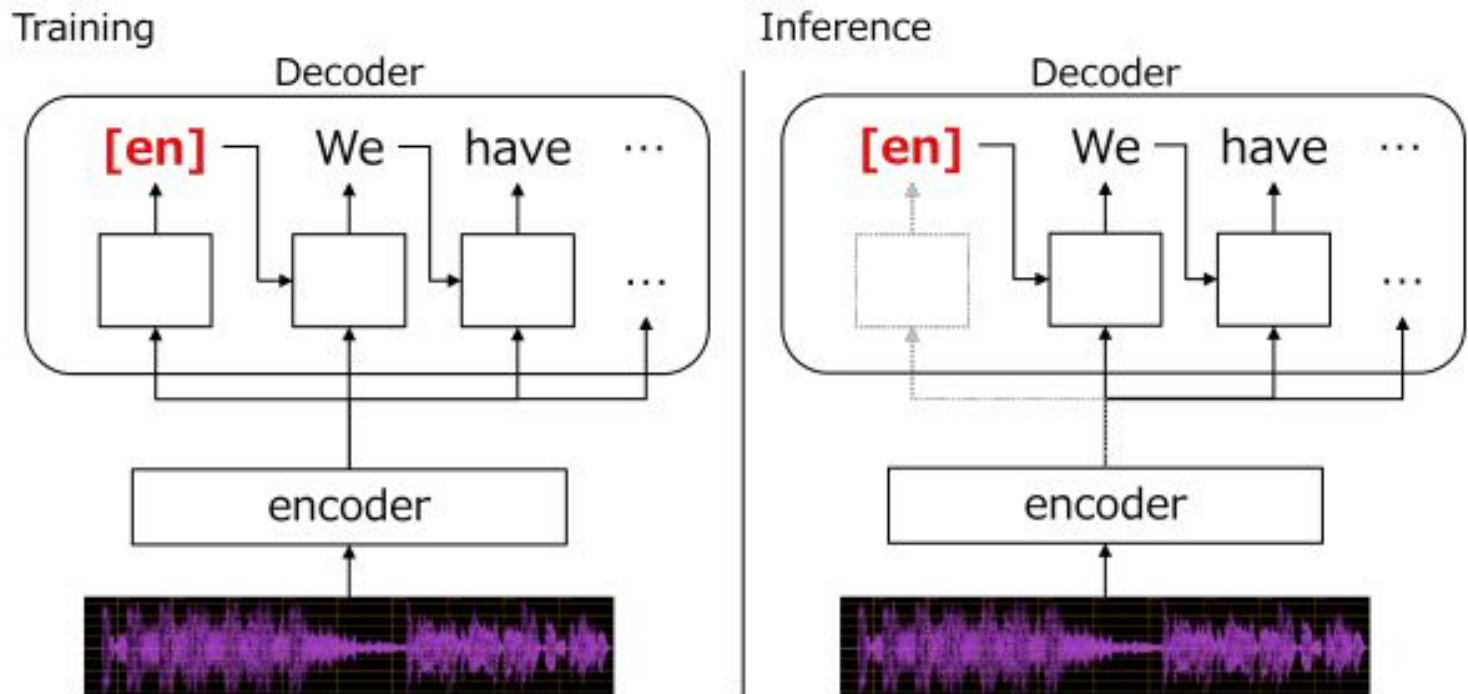 Training
Decoder
[en] We have ...
...
encoder
Inference
Decoder
[en] We have ...
...
encoder